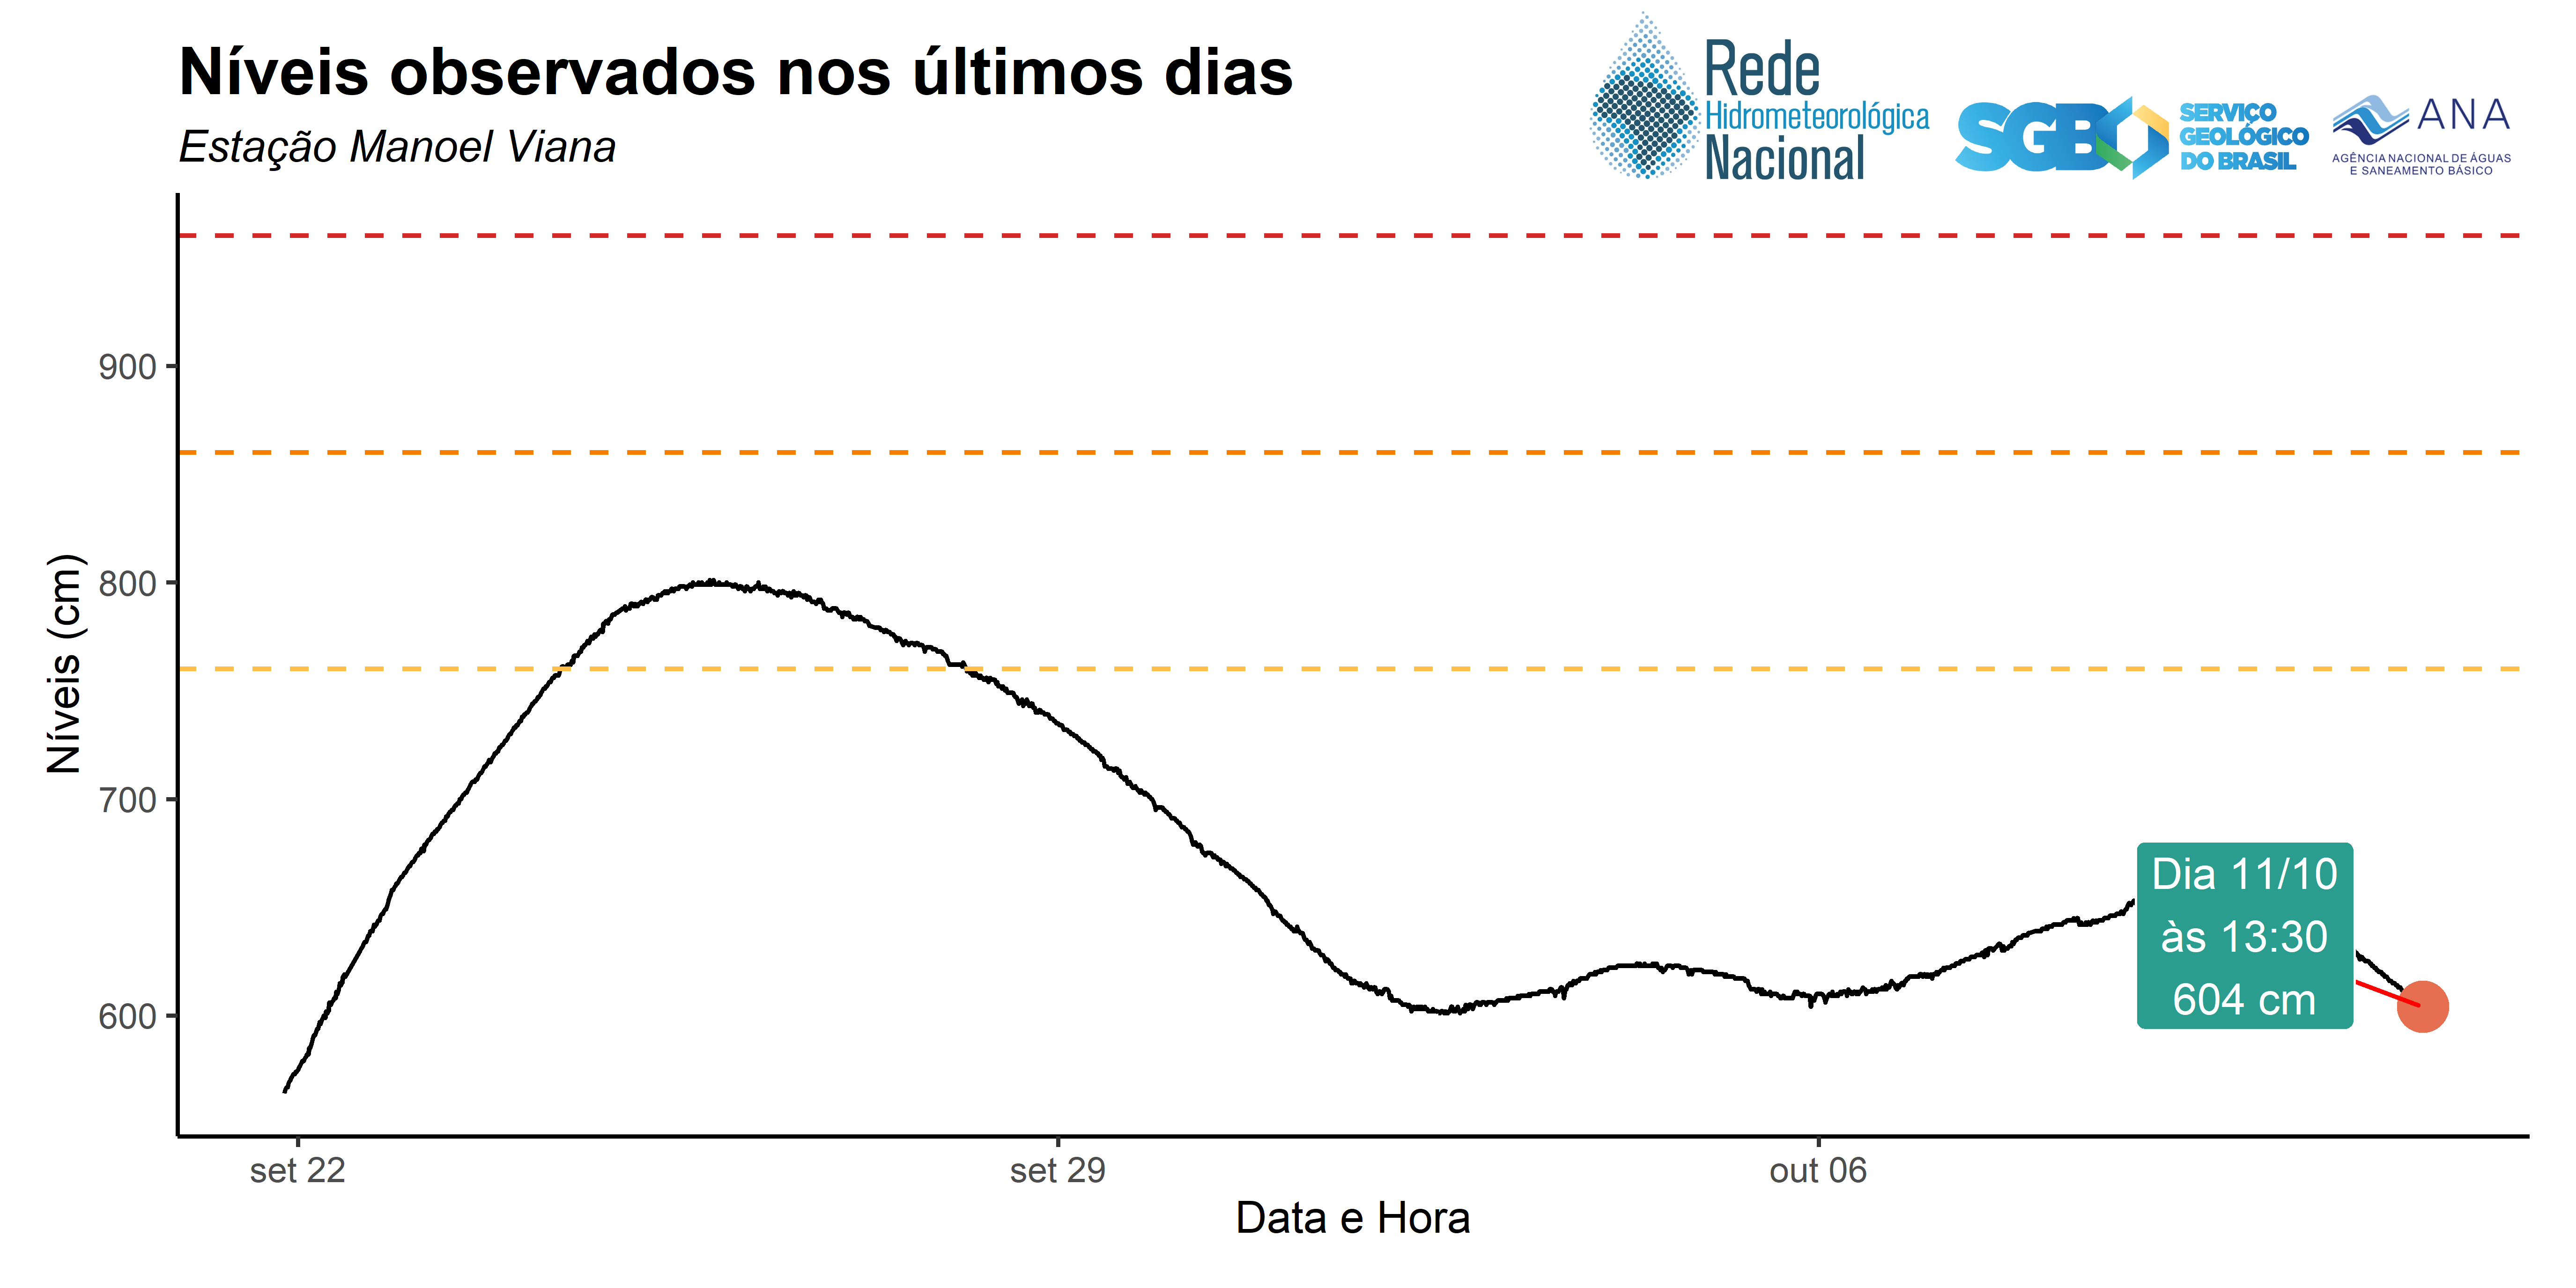 Níveis observados nos últimos dias
Estação Manoel Viana
Rede
Hidrometeorológica
Nacional
SGB
SERVIÇO
GEOLÓGICO
DO BRASIL
ANA
AGÊNCIA NACIONAL DE ÁGUAS
E SANEAMENTO BÁSICO
Níveis (cm)
900
800
700
600
Dia 11/10
às 13:30
604 cm
set 22
set 29
out 06
Data e Hora